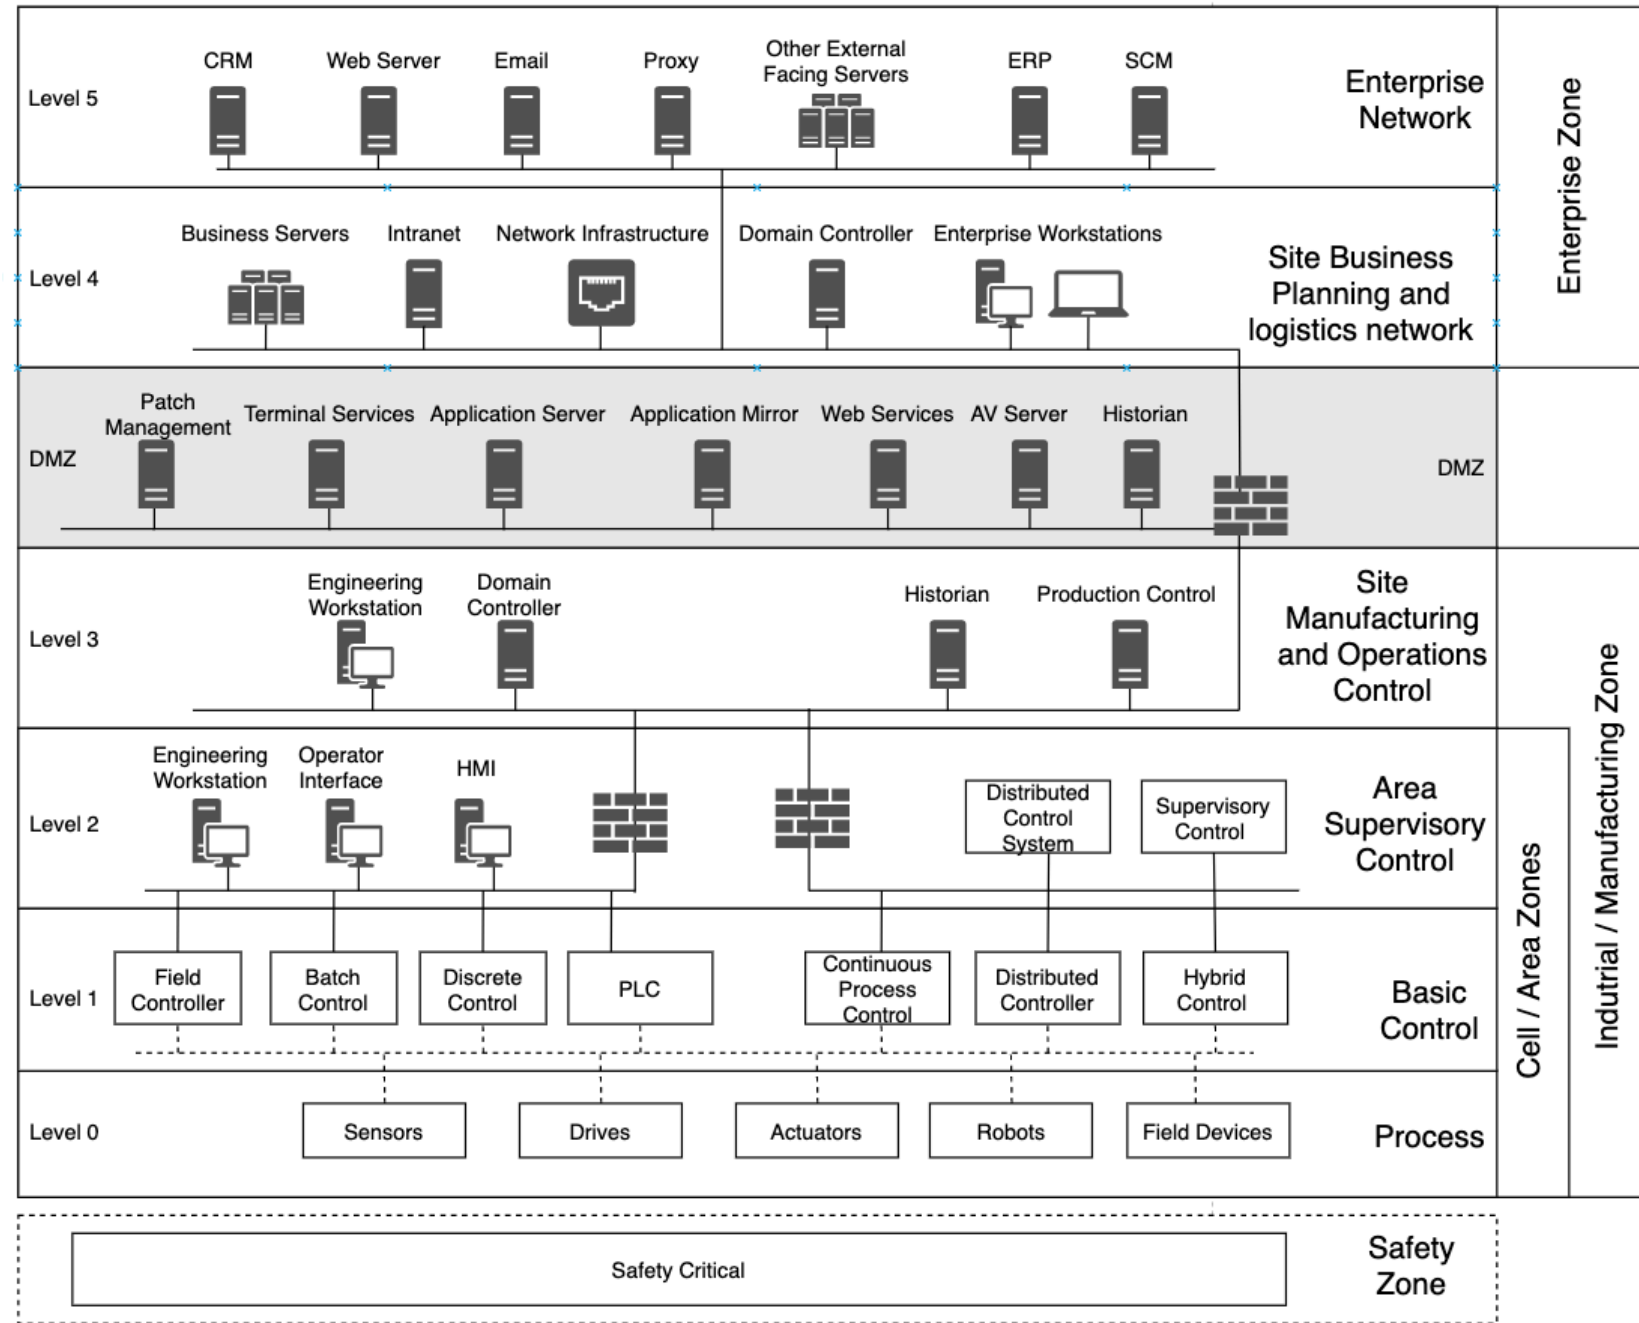 CRM
Web Server
Email
Proxy
Other External
Facing Servers
ERP
SCM
Level 5
Enterprise
Network
Enterprise Zone
Business Servers
Intranet
Network Infrastructure
Domain Controller
Enterprise Workstations
Level 4
Site Business
Planning and
logistics network
Patch
Management
Terminal Services
Application Server
Application Mirror
Web Services
AV Server
Historian
DMZ
DMZ
Engineering
Workstation
Domain
Controller
Historian
Production Control
Level 3
Site
Manufacturing
and Operations
Control
Indutrial / Manufacturing Zone
Engineering
Workstation
Operator
Interface
HMI
Distributed
Control
System
Supervisory
Control
Level 2
Area
Supervisory
Control
Cell / Area Zones
Level 1
Field
Controller
Batch
Control
Discrete
Control
PLC
Continuous
Process
Control
Distributed
Controller
Hybrid
Control
Basic
Control
Level 0
Sensors
Drives
Actuators
Robots
Field Devices
Process
Safety Critical
Safety
Zone